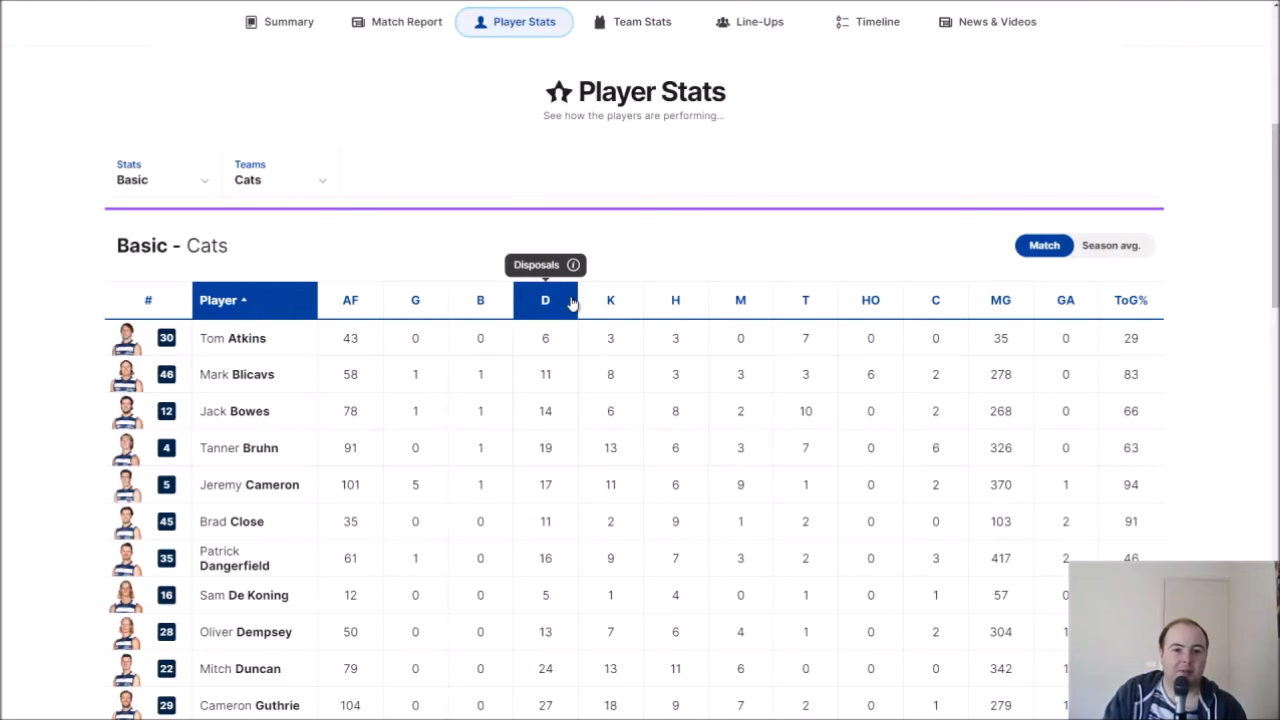 Summary Match Report Player Stats Team Stats Line-Ups Timeline News & Videos
Player Stats
See how the players are performing...
Stats Teams
Basic Cats
Basic - Cats Match Season avg.
Disposals
# Player AF G B D K H M T HO C MG GA ToG%
30 Tom Atkins 43 0 0 6 3 3 0 7 0 0 35 0 29
46 Mark Blicavs 58 1 1 11 8 3 3 3 6 2 278 0 83
12 Jack Bowes 78 1 1 14 6 8 2 10 0 2 268 0 66
4 Tanner Bruhn 91 0 1 19 13 6 3 7 0 6 326 0 63
5 Jeremy Cameron 101 5 1 17 11 6 9 1 0 2 370 1 94
45 Brad Close 35 0 0 11 2 9 1 2 0 0 103 2 91
35 Patrick Dangerfield 61 1 0 16 9 7 3 2 0 3 417 2 46
16 Sam De Koning 12 0 0 5 1 4 0 1 0 1 57 0
28 Oliver Dempsey 50 0 0 13 7 6 4 1 0 2 304 1
22 Mitch Duncan 79 0 0 24 13 11 6 0 0 0 342
29 Cameron Guthrie 104 0 0 27 18 9 7 2 0 1 279